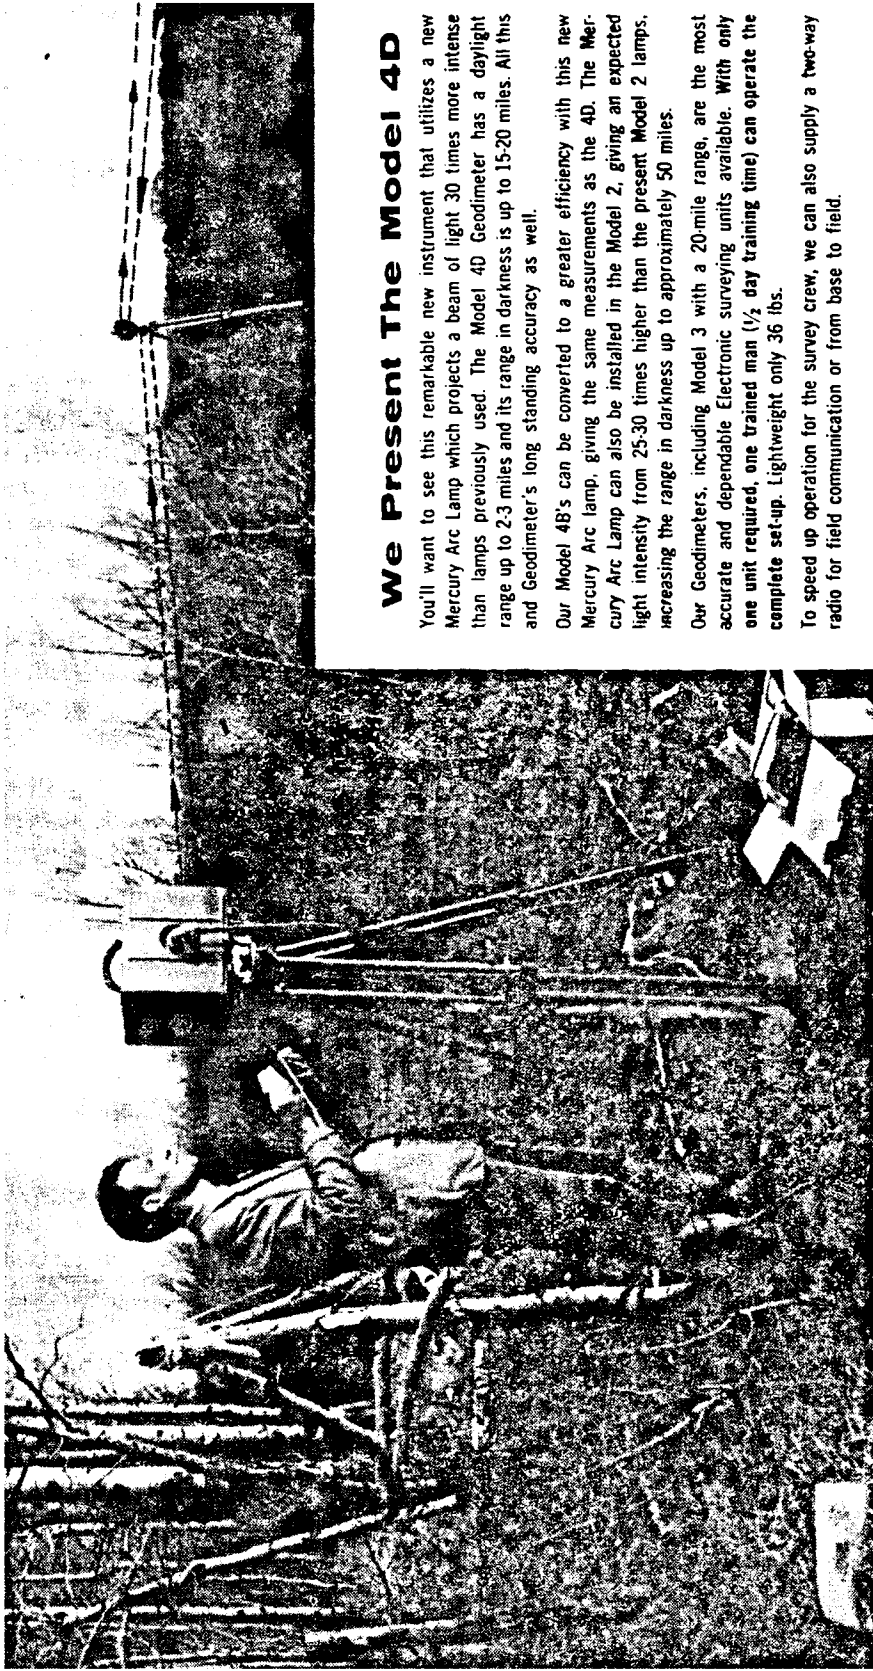 We Present The Model 4D
You'll want to see this remarkable new instrument that utilizes a new
Mercury Arc Lamp which projects a beam of light 30 times more intense
than lamps previously used. The Model 4D Geodimeter has a daylight
range up to 2-3 miles and its range in darkness is up to 15-20 miles. All this
and Geodimeter's long standing accuracy as well.
Our Model 4B's can be converted to a greater efficiency with this new
Mercury Arc lamp, giving the same measurements as the 4D. The Mer-
cury Arc Lamp can also be installed in the Model 2, giving an expected
light intensity from 25-30 times higher than the present Model 2 lamps,
increasing the range in darkness up to approximately 50 miles.
Our Geodimeters, including Model 3 with a 20-mile range, are the most
accurate and dependable Electronic surveying units available. With only
one unit required, one trained man (½ day training time) can operate the
complete set-up. Lightweight only 36 lbs.
To speed up operation for the survey crew, we can also supply a two-way
radio for field communication or from base to field.